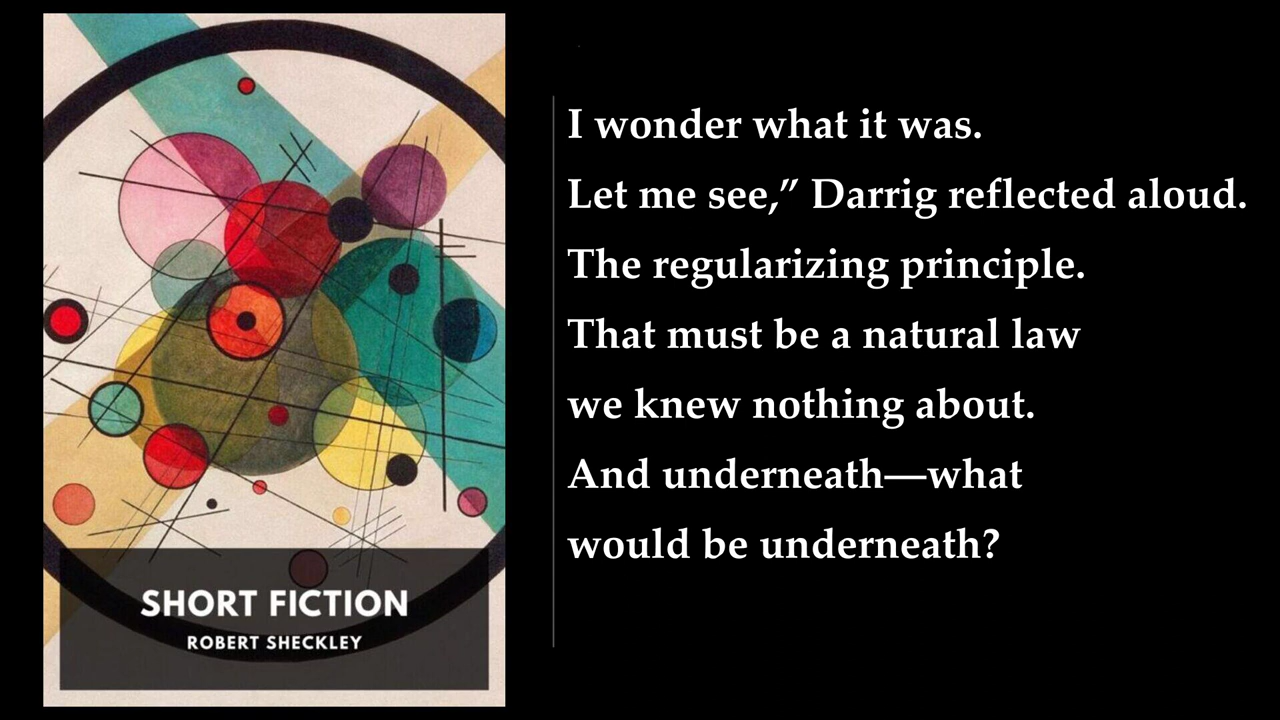 SHORT FICTION
ROBERT SHECKLEY
I wonder what it was.
Let me see,” Darrig reflected aloud.
The regularizing principle.
That must be a natural law
we knew nothing about.
And underneath—what
would be underneath?